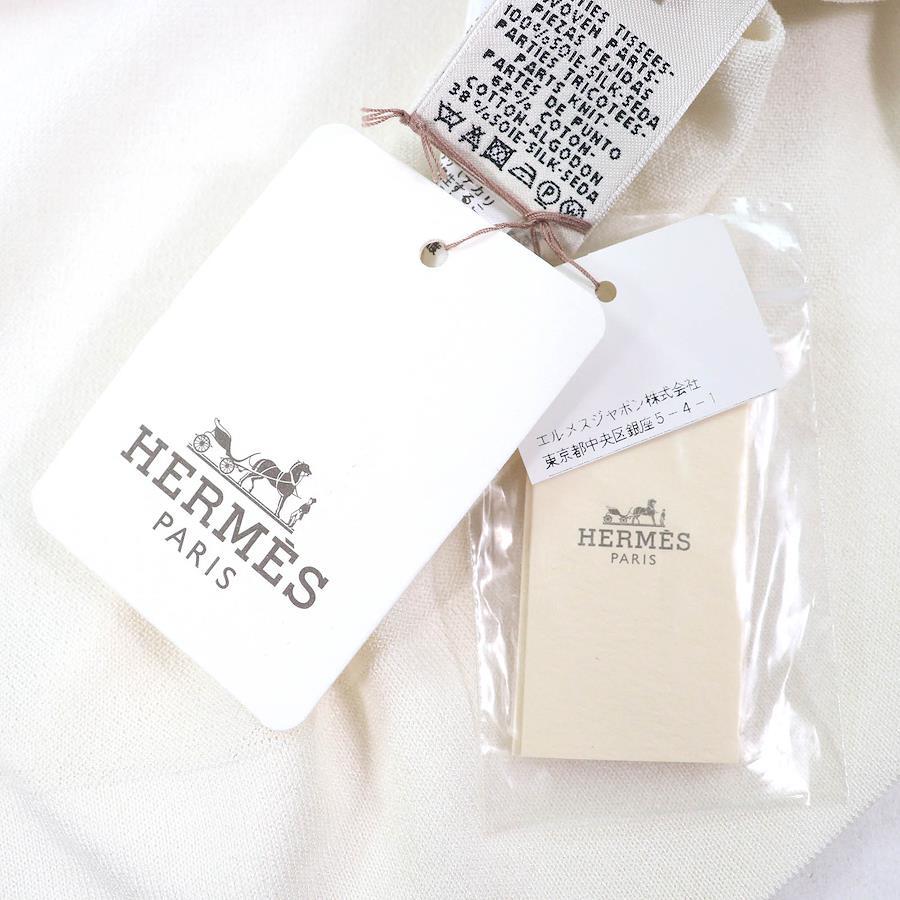 PARTIES TISSEES-
WOVEN PARTS-
PIEZAS TEJIDAS
100%SOIE-SILK-SEDA
PARTIES TRICOTEES-
PARTS KNIT-
PARTES DE PUNTO
62% COTON-
COTTON-ALGODON
38%SOIE-SILK-SEDA
エルメスジャポン株式会社
東京都中央区銀座5-4-1
HERMÈS
PARIS
HERMÈS
PARIS